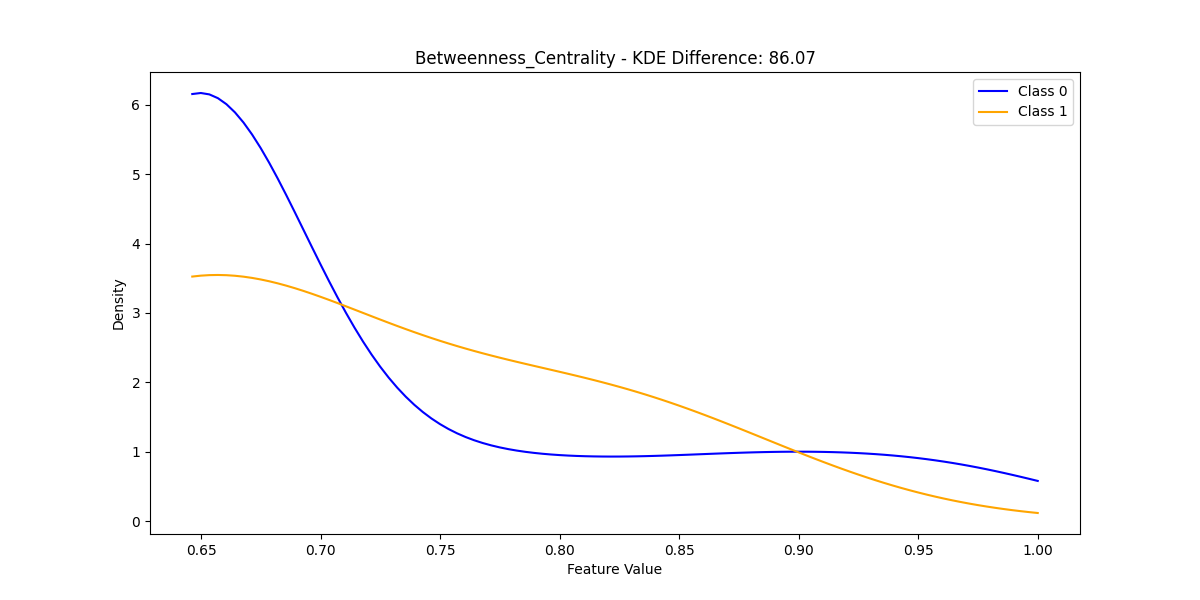 Betweenness_Centrality - KDE Difference: 86.07
Class 0
Class 1
Density
6
5
4
3
2
1
0
0.65 0.70 0.75 0.80 0.85 0.90 0.95 1.00
Feature Value